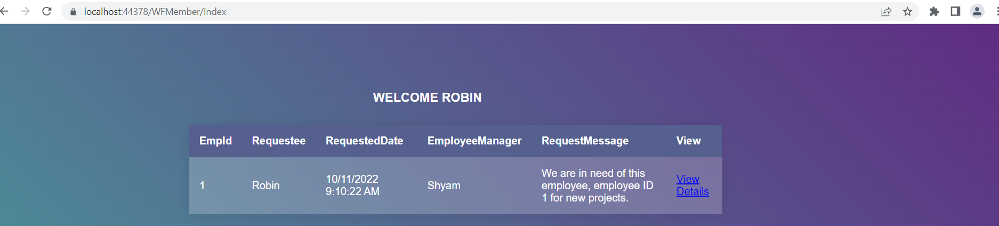 localhost:44378/WFMember/Index
WELCOME ROBIN
EmpId Requestee RequestedDate EmployeeManager RequestMessage View
1 Robin 10/11/2022 9:10:22 AM Shyam We are in need of this employee, employee ID 1 for new projects. View Details